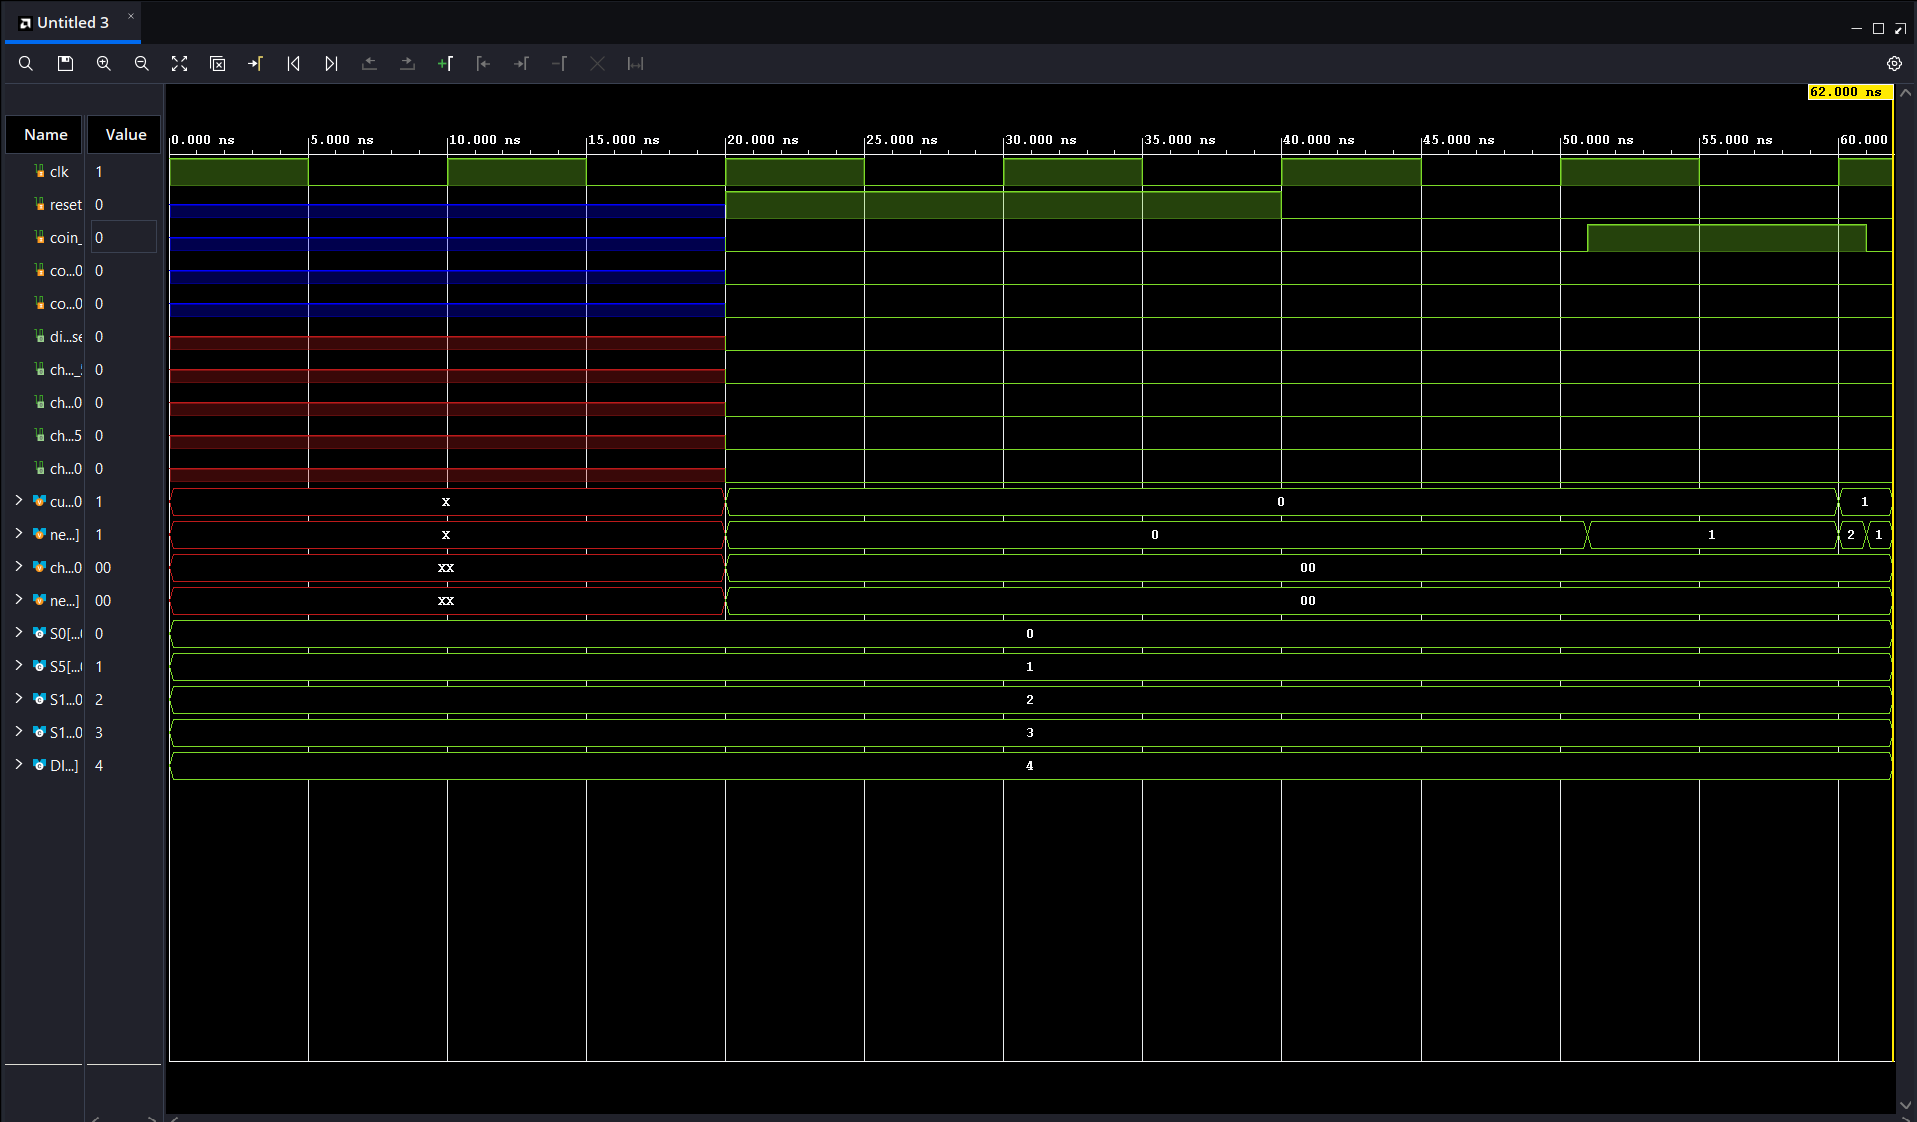 Untitled 3
62.000 ns
Name Value
0.000 ns 5.000 ns 10.000 ns 15.000 ns 20.000 ns 25.000 ns 30.000 ns 35.000 ns 40.000 ns 45.000 ns 50.000 ns 55.000 ns 60.000
clk 1
reset 0
coin_ 0
co...0 0
co...0 0
di...se 0
ch..._ 0
ch...0 0
ch...5 0
ch...0 0
cu...0 1 X 0 1
ne...] 1 X 0 1 2 1
ch...0 00 XX 00
ne...] 00 XX 00
S0[... 0 0
S5[... 1 1
S1...0 2 2
S1...0 3 3
DI...] 4 4